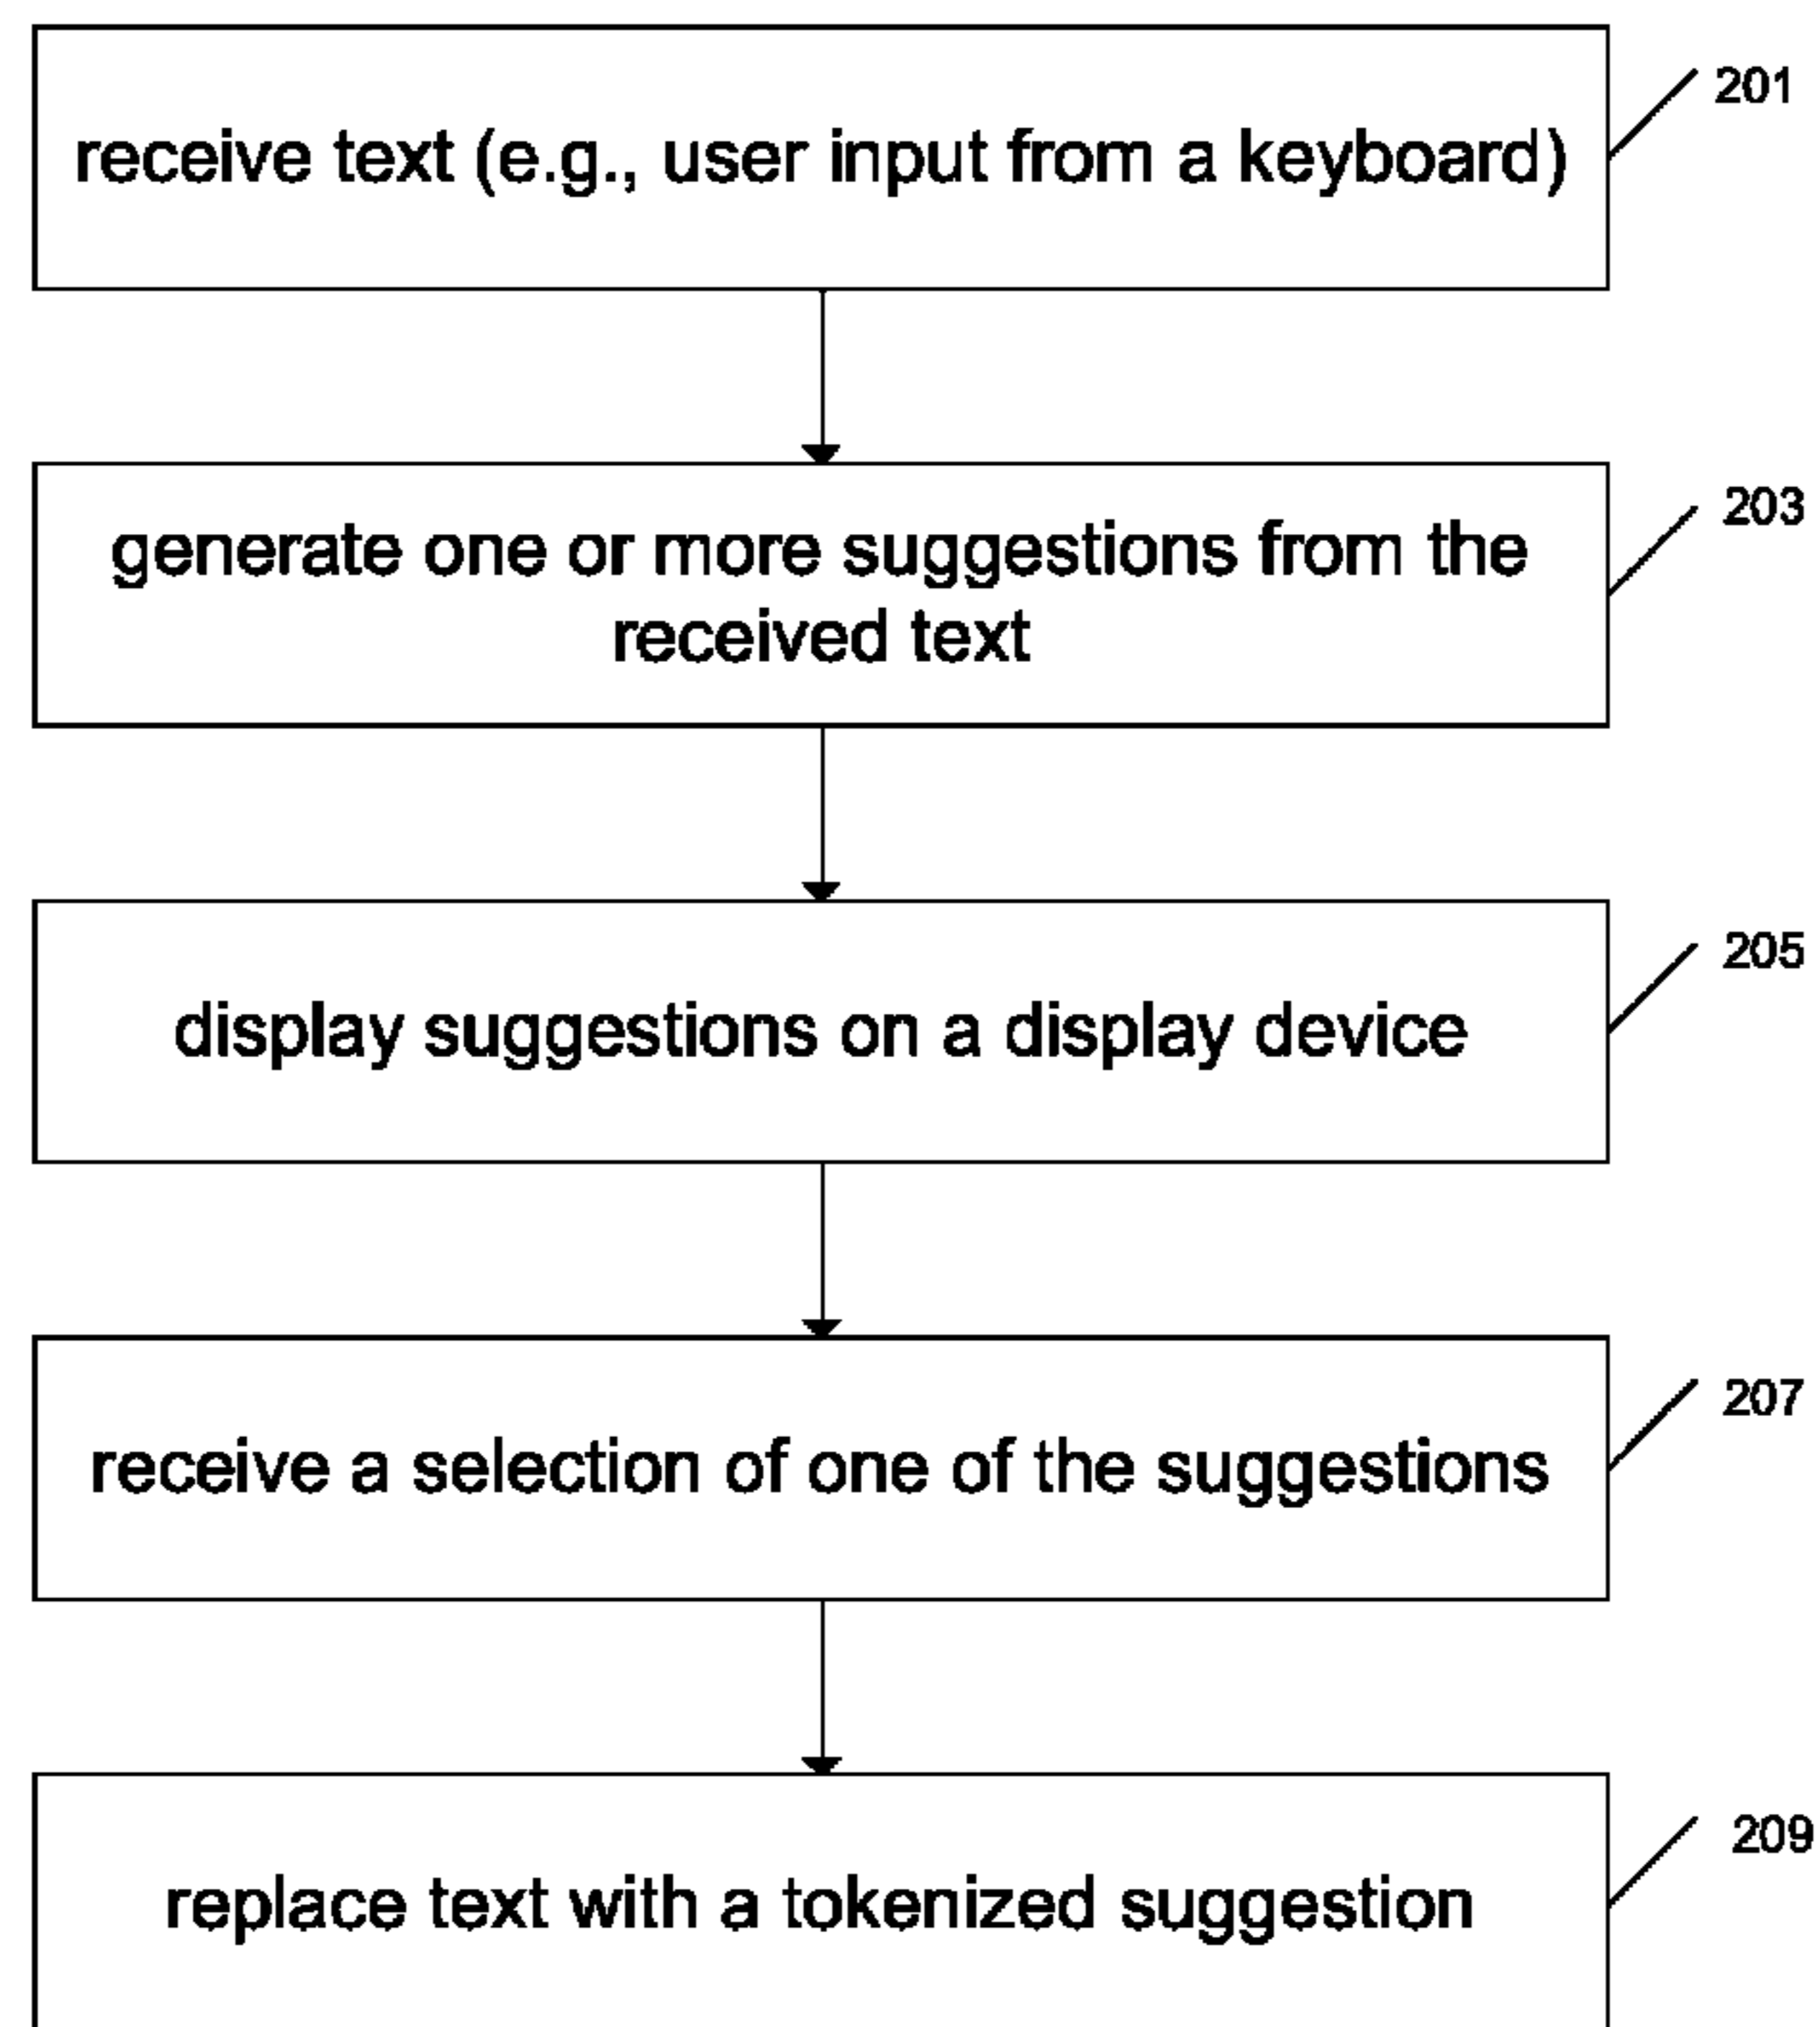 receive text (e.g., user input from a keyboard)
201
generate one or more suggestions from the
received text
203
display suggestions on a display device
205
receive a selection of one of the suggestions
207
replace text with a tokenized suggestion
209